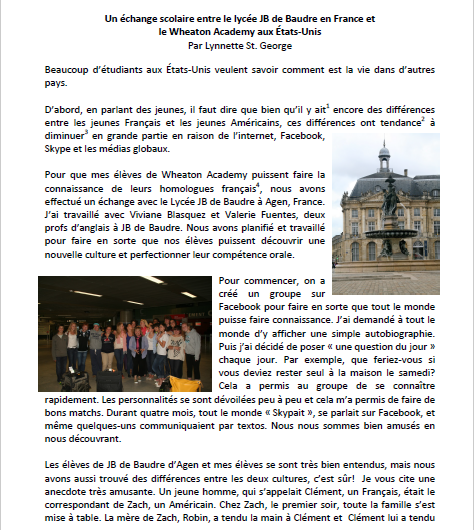 Un échange scolaire entre le lycée JB de Baudre en France et
le Wheaton Academy aux États-Unis
Par Lynnette St. George
Beaucoup d'étudiants aux États-Unis veulent savoir comment est la vie dans d'autres
pays.
D'abord, en parlant des jeunes, il faut dire que bien qu'il y ait¹ encore des différences
entre les jeunes Français et les jeunes Américains, ces différences ont tendance² à
diminuer³ en grande partie en raison de l'internet, Facebook,
Skype et les médias globaux.
Pour que mes élèves de Wheaton Academy puissent faire la
connaissance de leurs homologues français⁴, nous avons
effectué un échange avec le Lycée JB de Baudre à Agen, France.
J'ai travaillé avec Viviane Blasquez et Valerie Fuentes, deux
profs d'anglais à JB de Baudre. Nous avons planifié et travaillé
pour faire en sorte que nos élèves puissent découvrir une
nouvelle culture et perfectionner leur compétence orale.
Pour commencer, on a
créé un groupe sur
Facebook pour faire en sorte que tout le monde
puisse faire connaissance. J'ai demandé à tout le
monde d'y afficher une simple autobiographie.
Puis j'ai décidé de poser « une question du jour »
chaque jour. Par exemple, que feriez-vous si
vous deviez rester seul à la maison le samedi?
Cela a permis au groupe de se connaître
rapidement. Les personnalités se sont dévoilées peu à peu et cela m'a permis de faire de
bons matchs. Durant quatre mois, tout le monde « Skypait », se parlait sur Facebook, et
même quelques-uns communiquaient par textos. Nous nous sommes bien amusés en
nous découvrant.
Les élèves de JB de Baudre d'Agen et mes élèves se sont très bien entendus, mais nous
avons aussi trouvé des différences entre les deux cultures, c'est sûr! Je vous cite une
anecdote très amusante. Un jeune homme, qui s'appelait Clément, un Français, était le
correspondant de Zach, un Américain. Chez Zach, le premier soir, toute la famille s'est
mise à table. La mère de Zach, Robin, a tendu la main à Clément et Clément lui a tendu